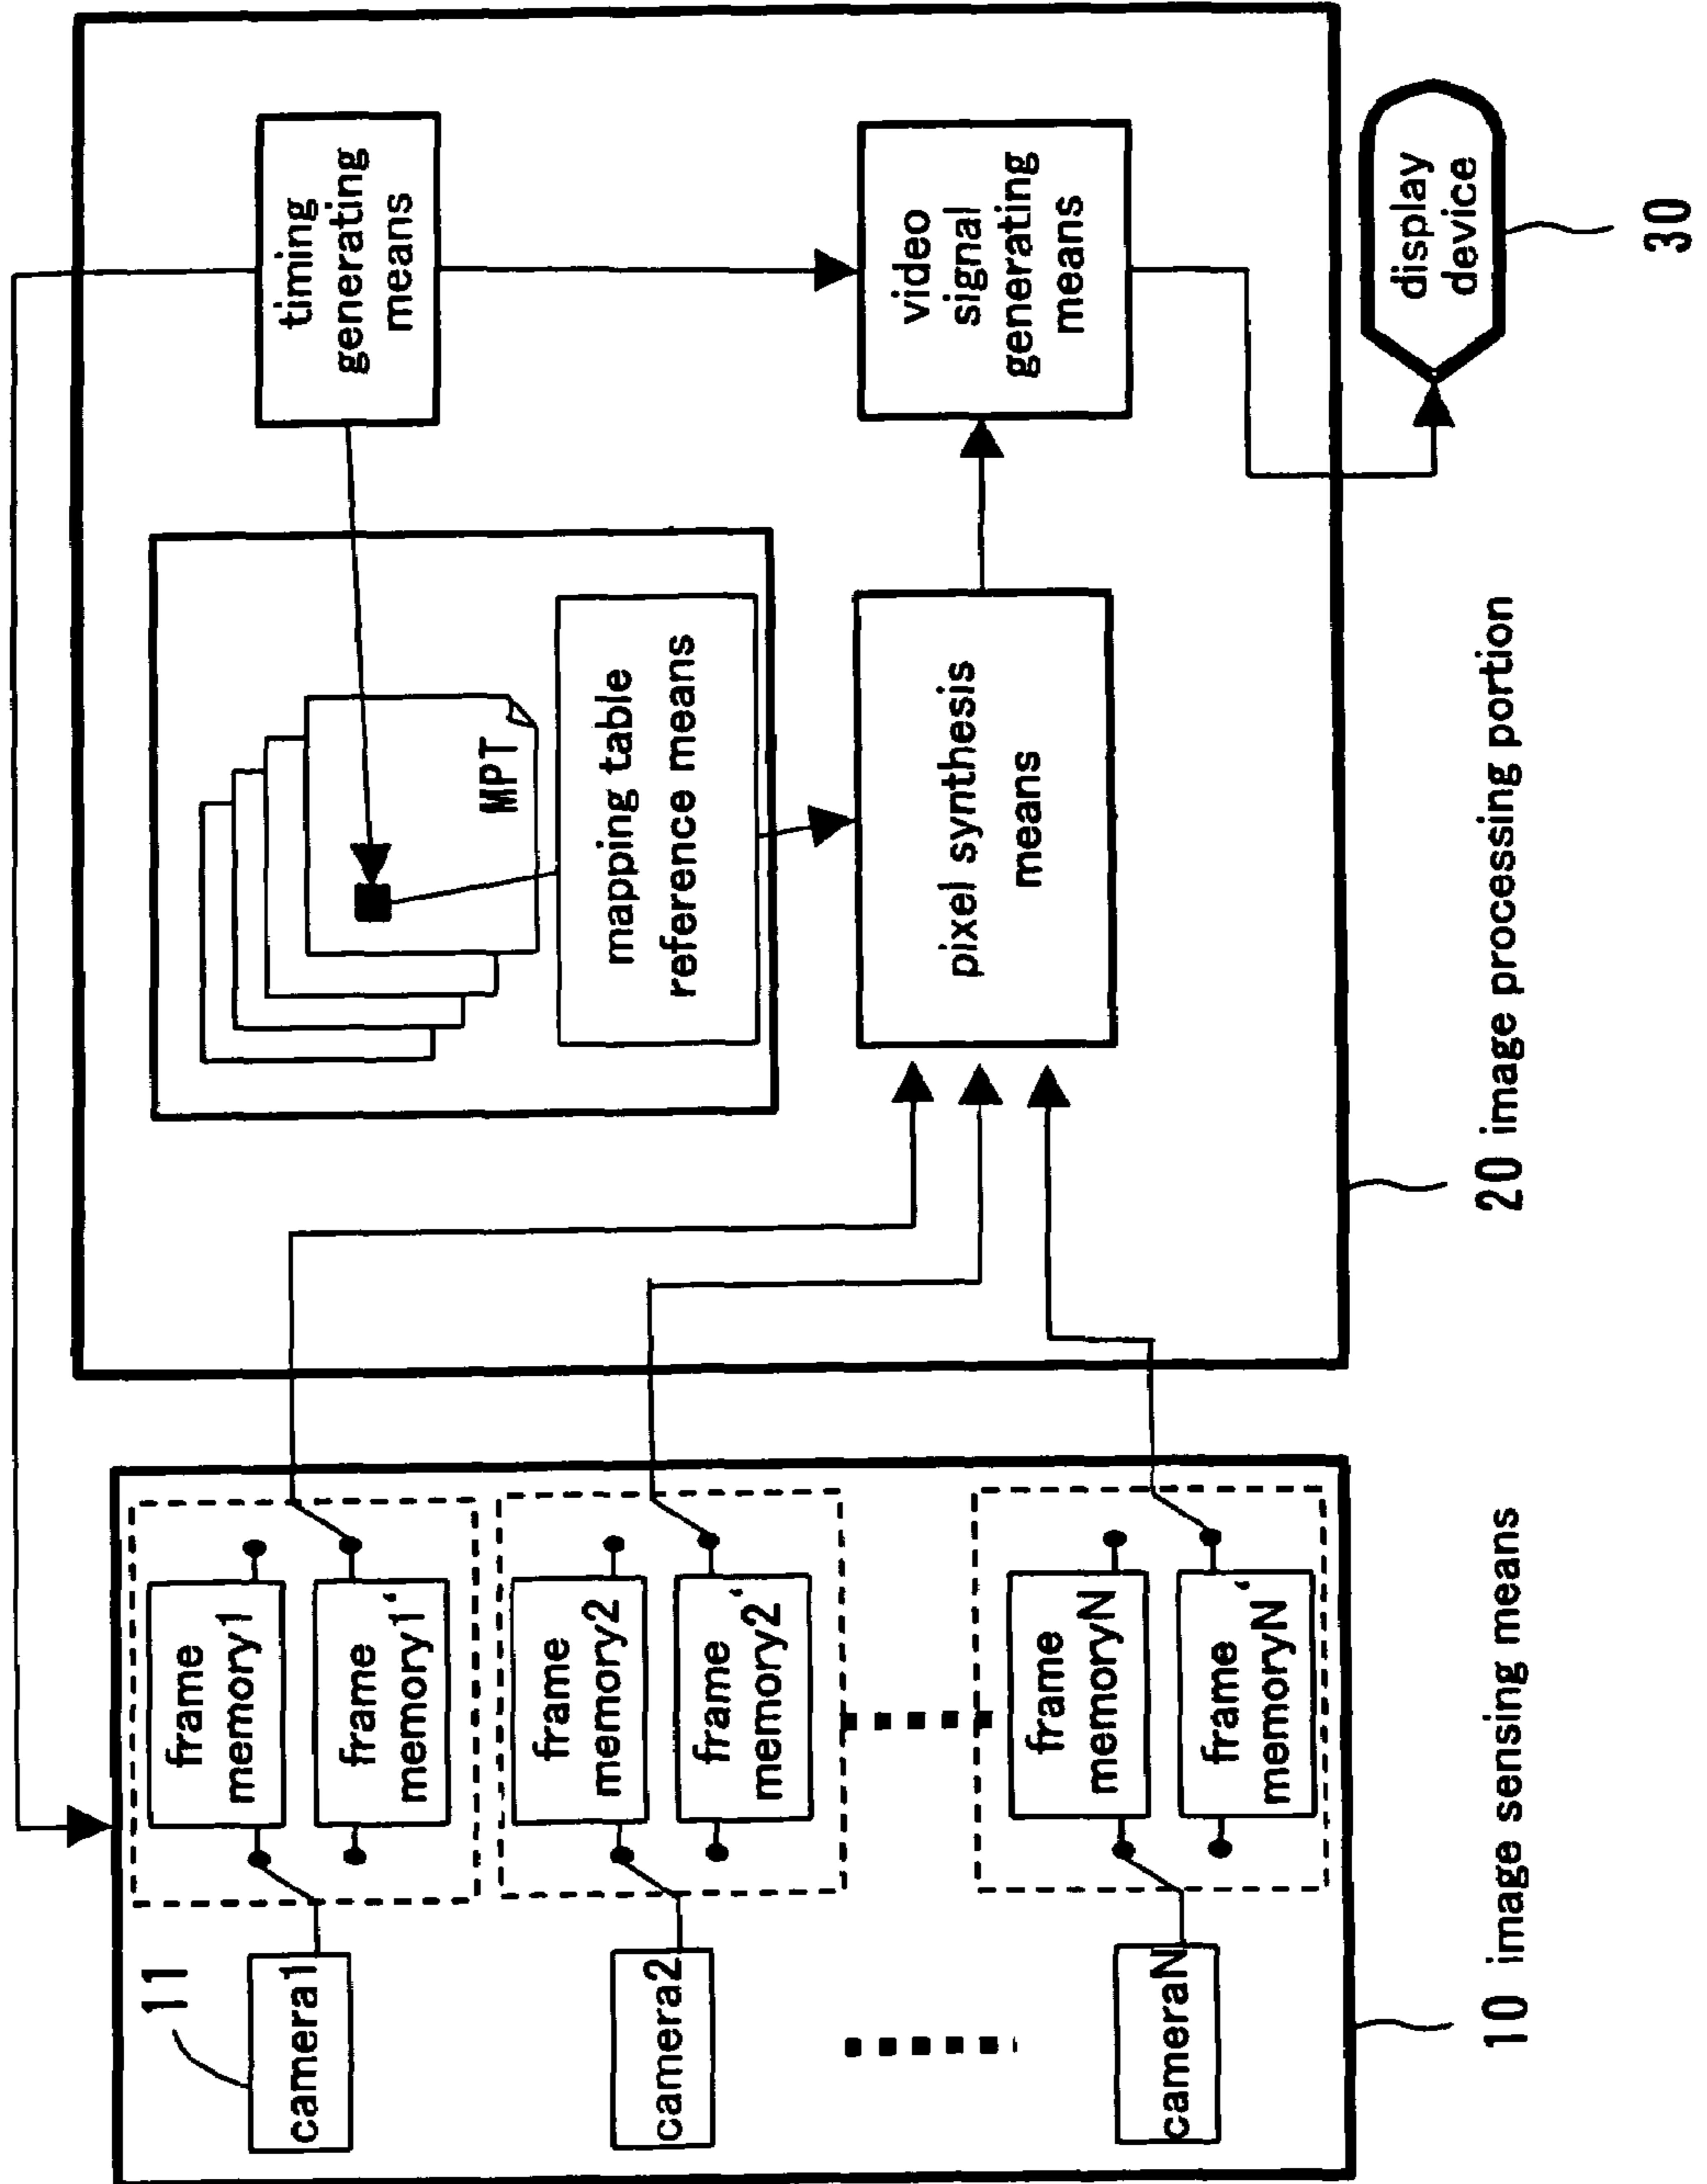 11
camera1
camera2
cameraN
frame
memory1
frame
memory1‘
frame
memory2
frame
memory2‘
frame
memoryN
frame
memoryN‘
10 image sensing means
MPT
mapping table
reference means
pixel synthesis
means
timing
generating
means
video
signal
generating
means
20 image processing portion
display
device
30